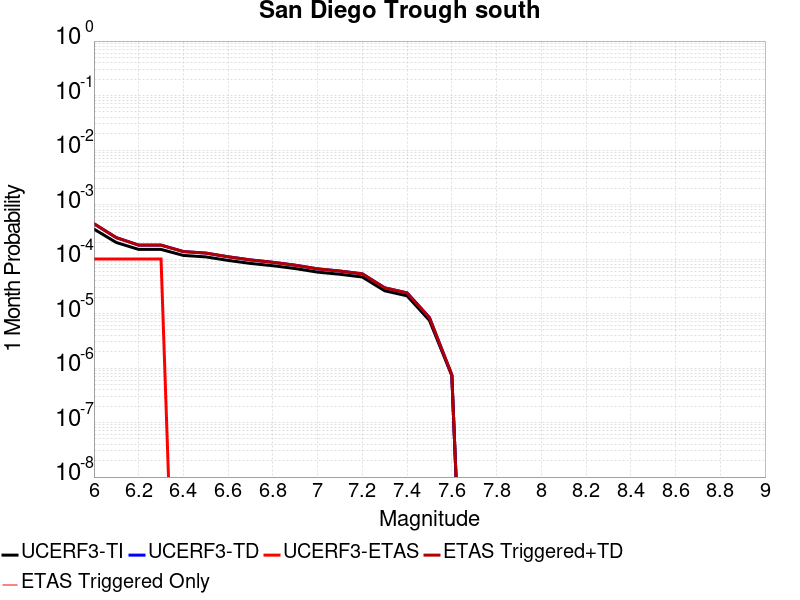 San Diego Trough south
1 Month Probability
10^0
10^-1
10^-2
10^-3
10^-4
10^-5
10^-6
10^-7
10^-8
6 6.2 6.4 6.6 6.8 7 7.2 7.4 7.6 7.8 8 8.2 8.4 8.6 8.8 9
Magnitude
UCERF3-TI UCERF3-TD UCERF3-ETAS ETAS Triggered+TD
ETAS Triggered Only